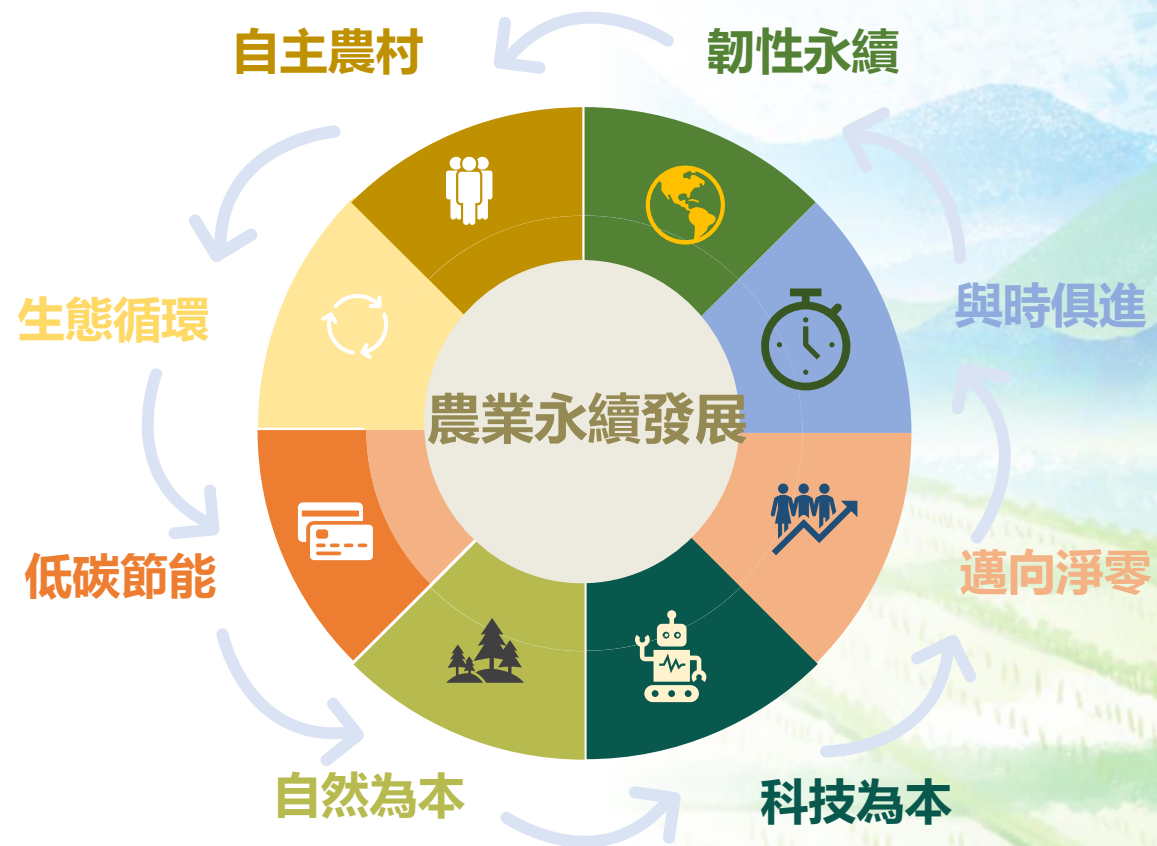 自主農村
韌性永續
生態循環
與時俱進
農業永續發展
低碳節能
邁向淨零
自然為本
科技為本